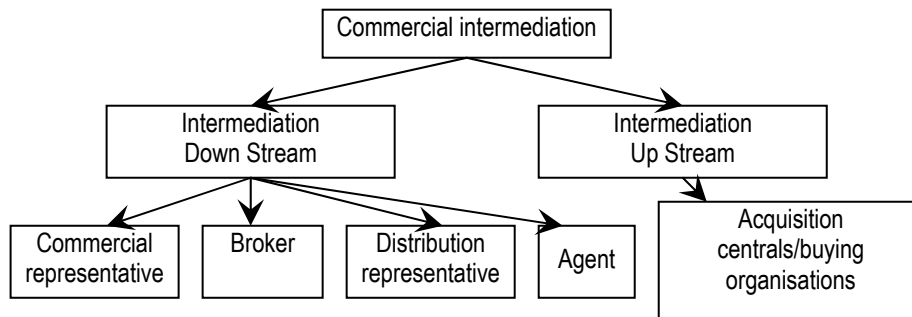 Commercial intermediation
Intermediation
Down Stream
Intermediation
Up Stream
Commercial
representative
Broker
Distribution
representative
Agent
Acquisition
centrals/buying
organisations